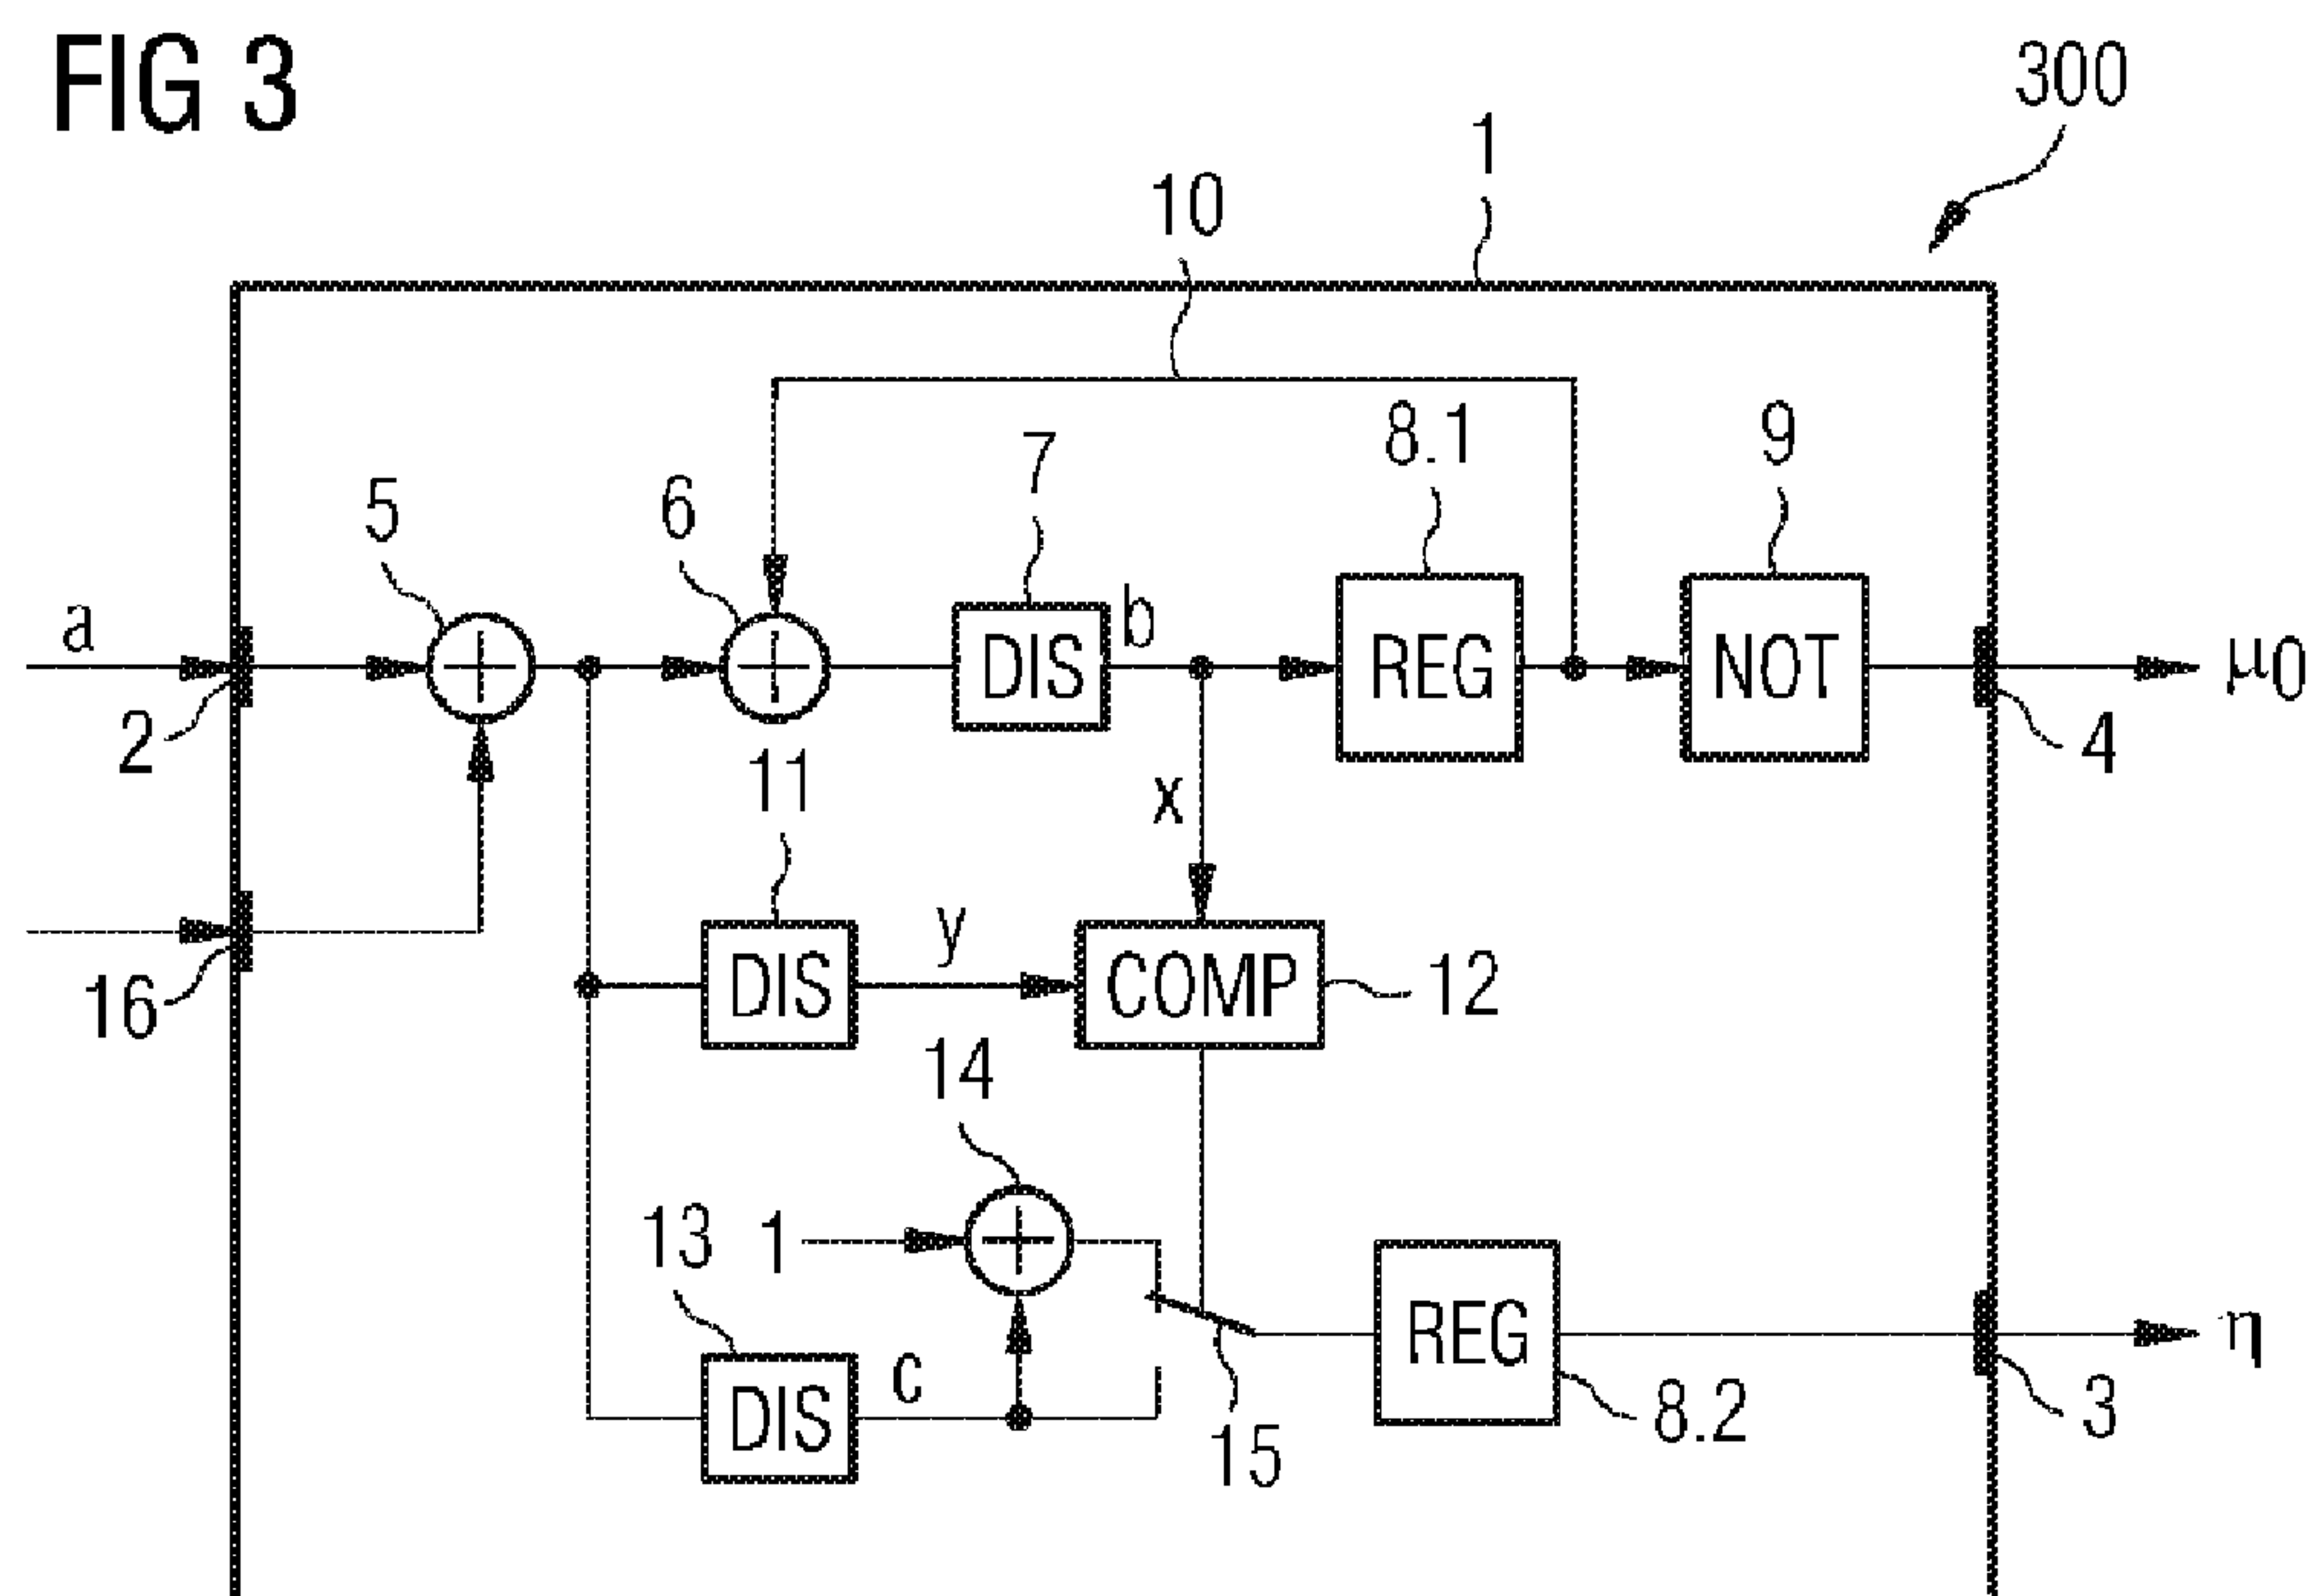 FIG 3
300
1
10
8.1
9
7
5
6
a
DIS
b
REG
NOT
μ0
2
11
x
4
16
DIS
y
COMP
12
14
13
1
REG
η
DIS
c
15
8.2
3